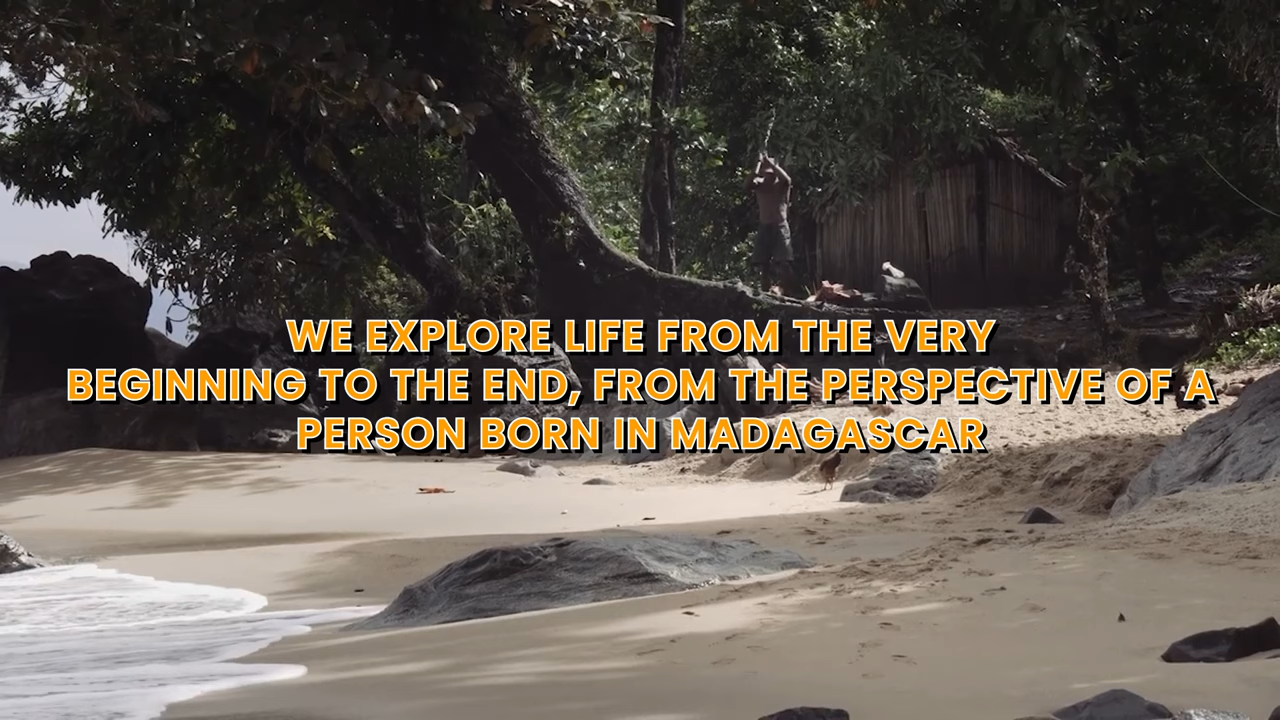 WE EXPLORE LIFE FROM THE VERY
BEGINNING TO THE END, FROM THE PERSPECTIVE OF A
PERSON BORN IN MADAGASCAR